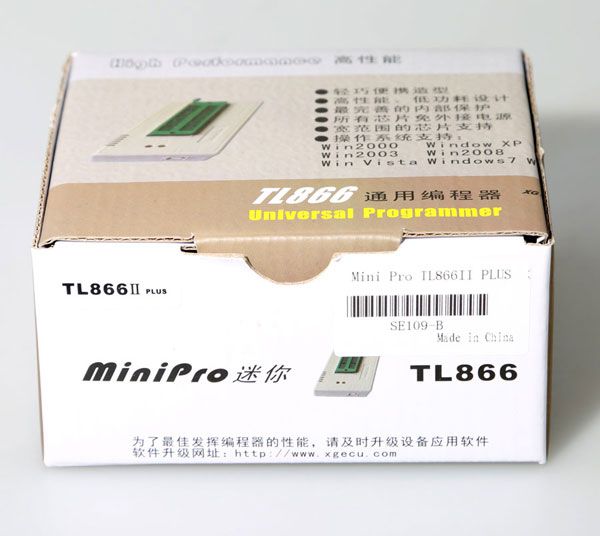 High Performance 高性能
●轻巧便携造型
●高性能、低功耗设计
●最完善的内部保护
●所有芯片免外接电源
●宽范围的芯片支持
●操作系统支持:
Win2000 Window XP
Win2003 Win2008
Win Vista Windows7 W
TL866 通用编程器 XG
Universal Programmer
TL866II PLUS
Mini Pro TL866II PLUS
SE109-B
Made in China
MiniPro 迷你 TL866
为了最佳发挥编程器的性能，请及时升级设备应用软件
软件升级网址：http://www.xgecu.com